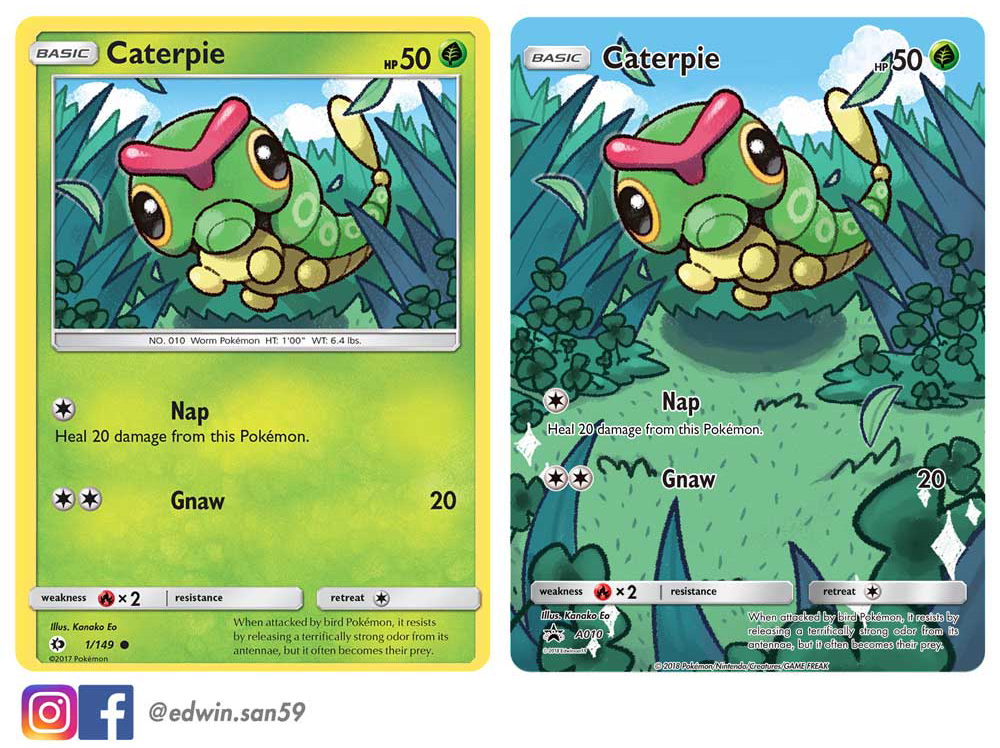 BASIC Caterpie HP 50
NO. 010 Worm Pokémon HT: 1'00" WT: 6.4 lbs.
Nap
Heal 20 damage from this Pokémon.
Gnaw 20
weakness ×2 resistance retreat
Illus. Kanako Eo
1/149
©2017 Pokémon
When attacked by bird Pokémon, it resists
by releasing a terrifically strong odor from its
antennae, but it often becomes their prey.
BASIC Caterpie HP 50
Nap
Heal 20 damage from this Pokémon.
Gnaw 20
weakness ×2 resistance retreat
Illus. Kanako Eo
A010
When attacked by bird Pokémon, it resists by
releasing a terrifically strong odor from its
antennae, but it often becomes their prey.
© 2018 Pokémon/Nintendo/Creatures/GAME FREAK
@edwin.san59